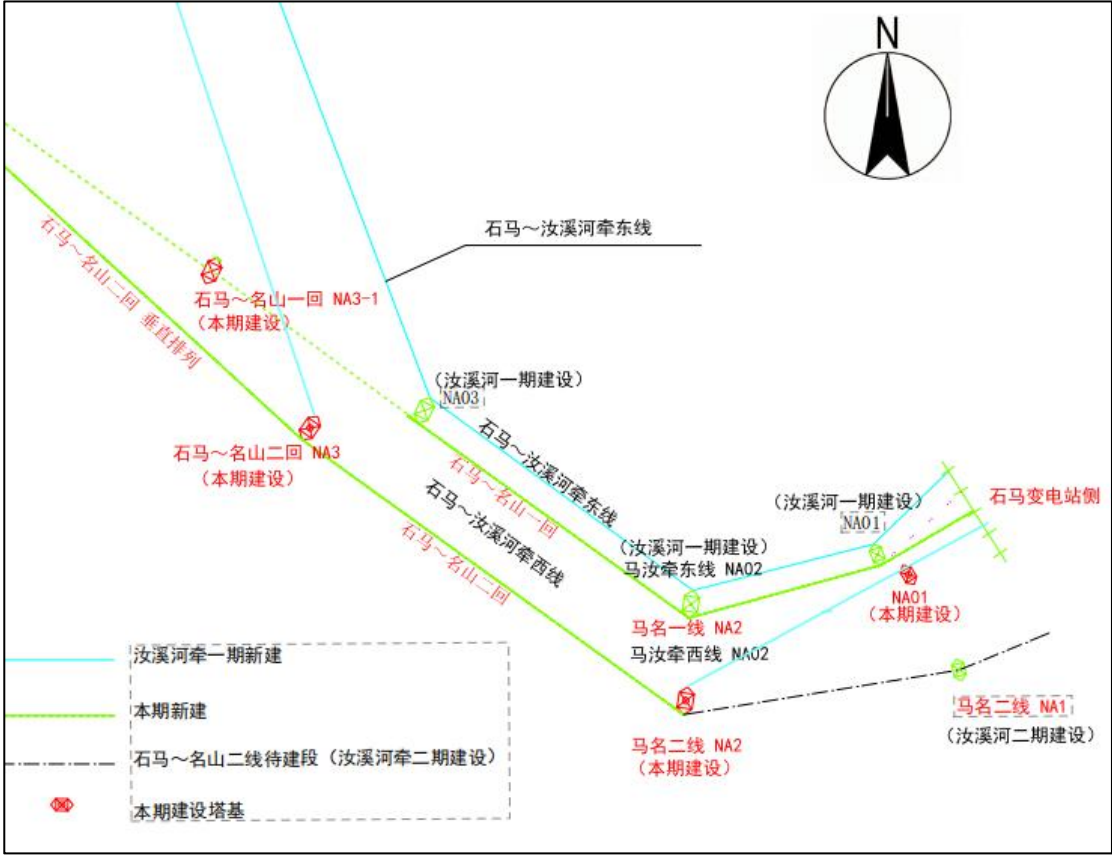 N
石马～汝溪河牵东线
石马～名山二回 垂直排列
石马～名山一回 NA3-1
（本期建设）
（汝溪河一期建设）
NA03
石马～名山二回 NA3
（本期建设）
石马～汝溪河牵东线
石马～名山一回
石马～汝溪河牵西线
石马～名山二回
（汝溪河一期建设）
NA01
石马变电站侧
（汝溪河一期建设）
马汝牵东线 NA02
NA01
（本期建设）
马名一线 NA2
马汝牵西线 NA02
马名二线 NA1
（汝溪河二期建设）
马名二线 NA2
（本期建设）
汝溪河牵一期新建
本期新建
石马～名山二线待建段（汝溪河牵二期建设）
本期建设塔基